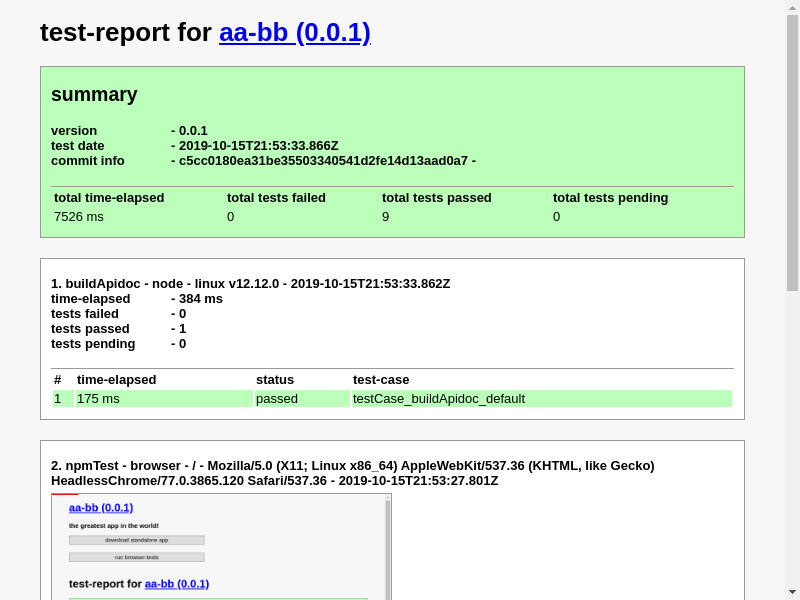 test-report for aa-bb (0.0.1)
summary
version - 0.0.1
test date - 2019-10-15T21:53:33.866Z
commit info - c5cc0180ea31be35503340541d2fe14d13aad0a7 -
total time-elapsed total tests failed total tests passed total tests pending
7526 ms 0 9 0
1. buildApidoc - node - linux v12.12.0 - 2019-10-15T21:53:33.862Z
time-elapsed - 384 ms
tests failed - 0
tests passed - 1
tests pending - 0
# time-elapsed status test-case
1 175 ms passed testCase_buildApidoc_default
2. npmTest - browser - / - Mozilla/5.0 (X11; Linux x86_64) AppleWebKit/537.36 (KHTML, like Gecko)
HeadlessChrome/77.0.3865.120 Safari/537.36 - 2019-10-15T21:53:27.801Z
aa-bb (0.0.1)
the greatest app in the world!
download standalone app
run browser-tests
test-report for aa-bb (0.0.1)